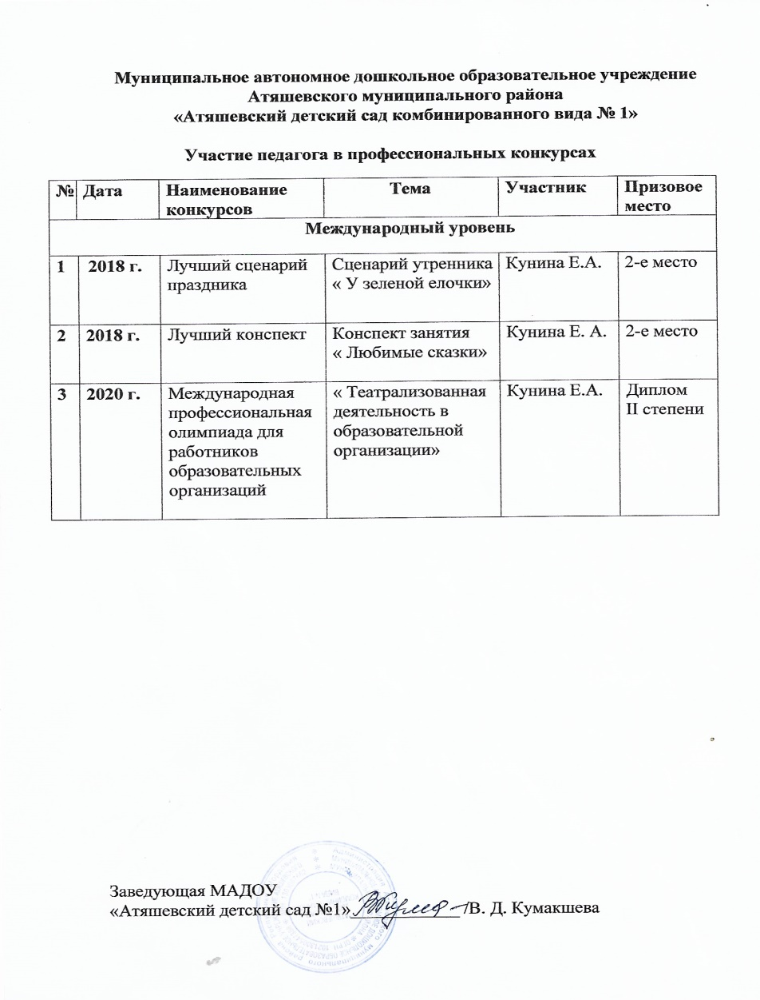 Муниципальное автономное дошкольное образовательное учреждение
Атяшевского муниципального района
«Атяшевский детский сад комбинированного вида № 1»
Участие педагога в профессиональных конкурсах
№ Дата Наименование конкурсов Тема Участник Призовое место
Международный уровень
1 2018 г. Лучший сценарий Сценарий утренника Кунина Е.А. 2-е место
праздника « У зеленой елочки»
2 2018 г. Лучший конспект Конспект занятия Кунина Е. А. 2-е место
« Любимые сказки»
3 2020 г. Международная « Театрализованная Кунина Е.А. Диплом
профессиональная деятельность в II степени
олимпиада для образовательной
работников организации»
образовательных
организаций
Заведующая МАДОУ
«Атяшевский детский сад №1»____________/В. Д. Кумакшева